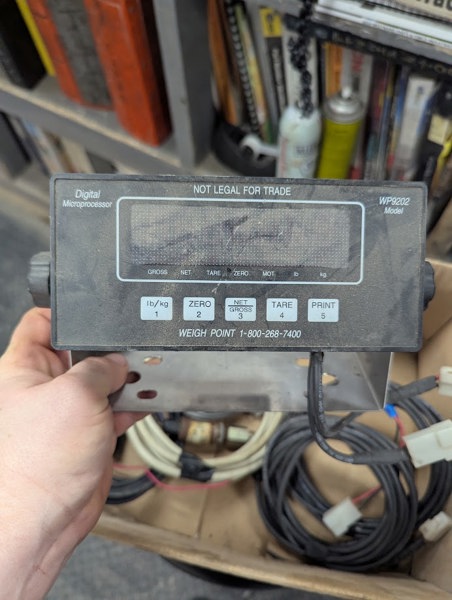 NOT LEGAL FOR TRADE
Digital
Microprocessor
WP9202
Model
GROSS NET TARE ZERO MOT lb kg
lb/kg
1
ZERO
2
NET
GROSS
3
TARE
4
PRINT
5
WEIGH POINT 1-800-268-7400